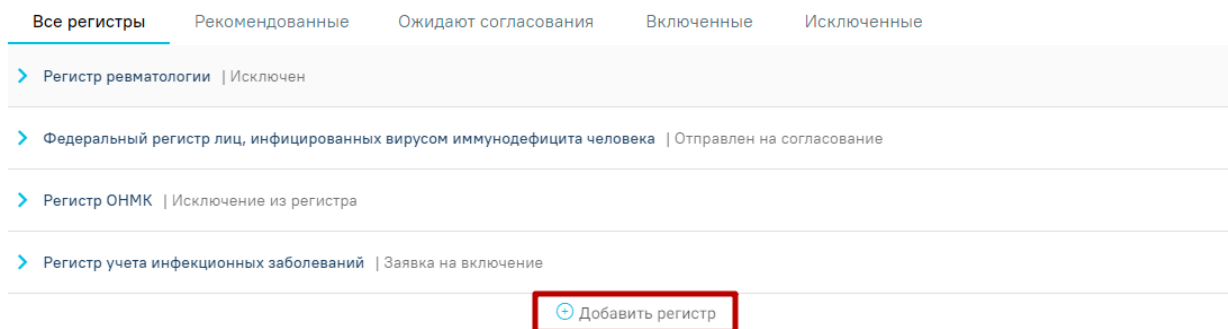 Все регистры Рекомендованные Ожидают согласования Включенные Исключенные
Регистр ревматологии | Исключен
Федеральный регистр лиц, инфицированных вирусом иммунодефицита человека | Отправлен на согласование
Регистр ОНМК | Исключение из регистра
Регистр учета инфекционных заболеваний | Заявка на включение
Добавить регистр